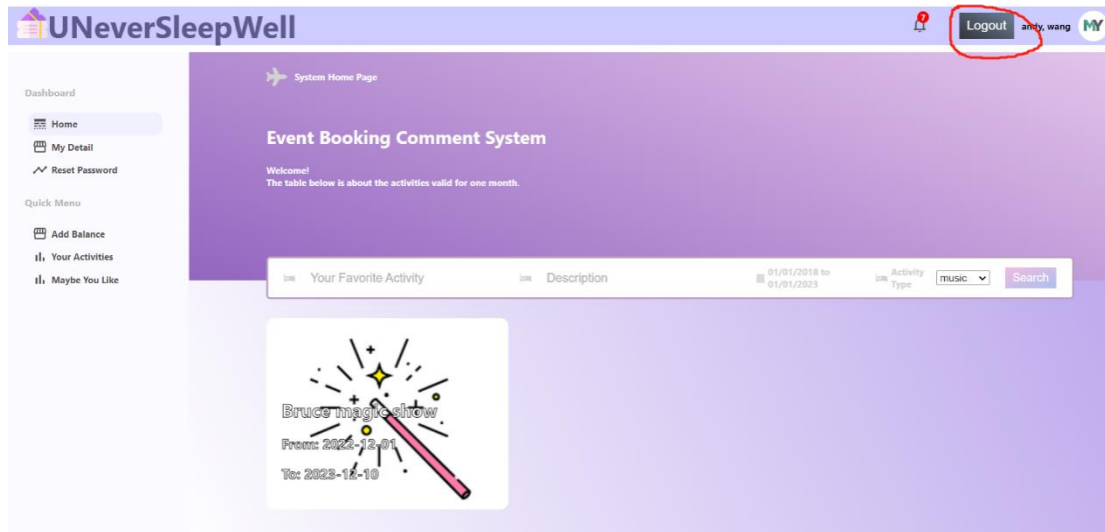 UNeverSleepWell
7
Logout
andy, wang
MY
Dashboard
Home
My Detail
Reset Password
Quick Menu
Add Balance
Your Activities
Maybe You Like
System Home Page
Event Booking Comment System
Welcome!
The table below is about the activities valid for one month.
Your Favorite Activity
Description
01/01/2018 to
01/01/2023
Activity
Type
music
Search
Bruce magic show
From: 2022-12-01
To: 2023-12-10